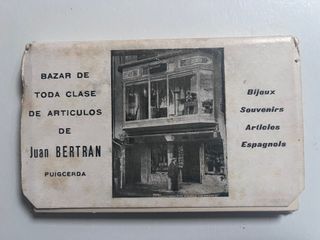 BAZAR DE
TODA CLASE
DE ARTICULOS
DE
Juan BERTRAN
PUIGCERDA
Bijoux
Souvenirs
Articles
Espagnols